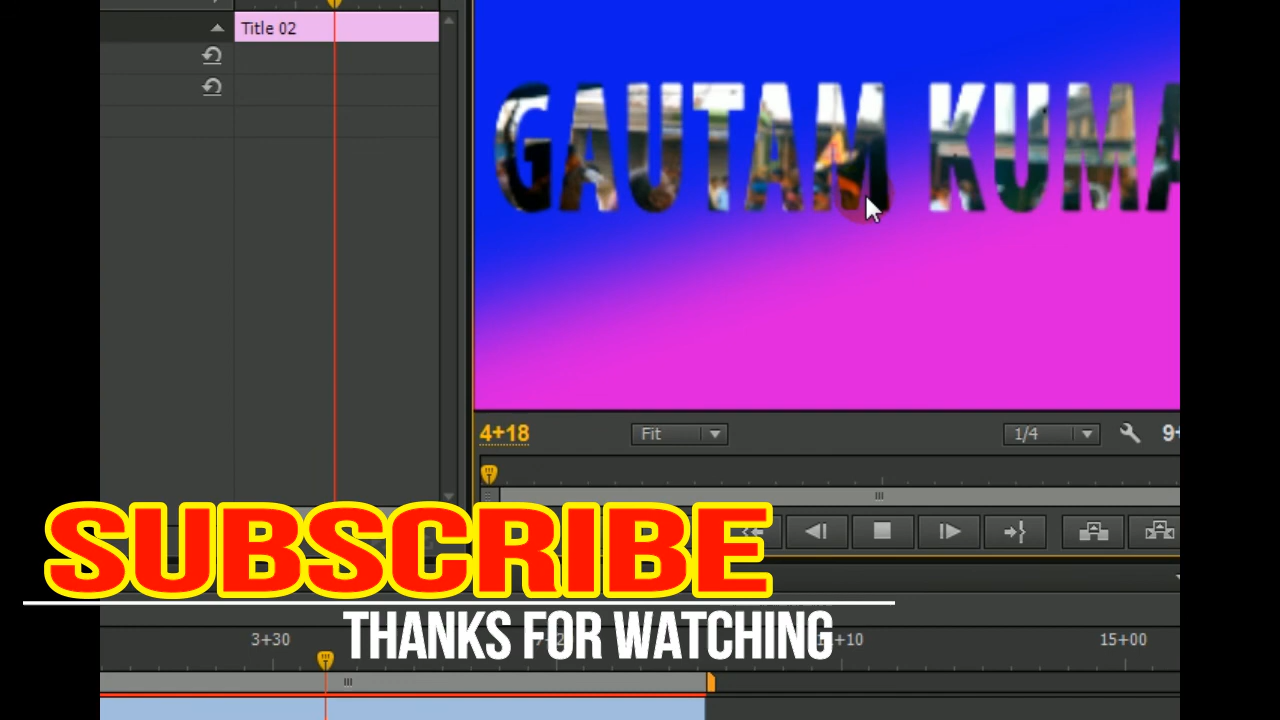 Title 02
GAUTAM KUMA
4+18
Fit
1/4
SUBSCRIBE
THANKS FOR WATCHING
3+30
+10
15+00